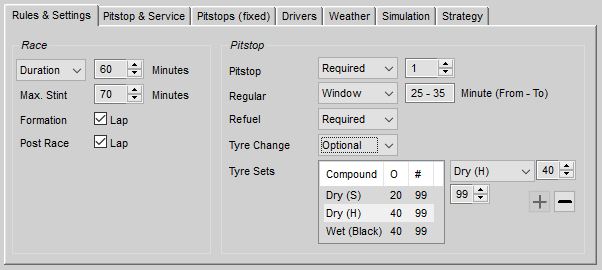 Rules & Settings Pitstop & Service Pitstops (fixed) Drivers Weather Simulation Strategy
Race
Duration 60 Minutes
Max. Stint 70 Minutes
Formation Lap
Post Race Lap
Pitstop
Pitstop Required 1
Regular Window 25 - 35 Minute (From - To)
Refuel Required
Tyre Change Optional
Tyre Sets
Compound O #
Dry (S) 20 99
Dry (H) 40 99
Wet (Black) 40 99
Dry (H) 40
99